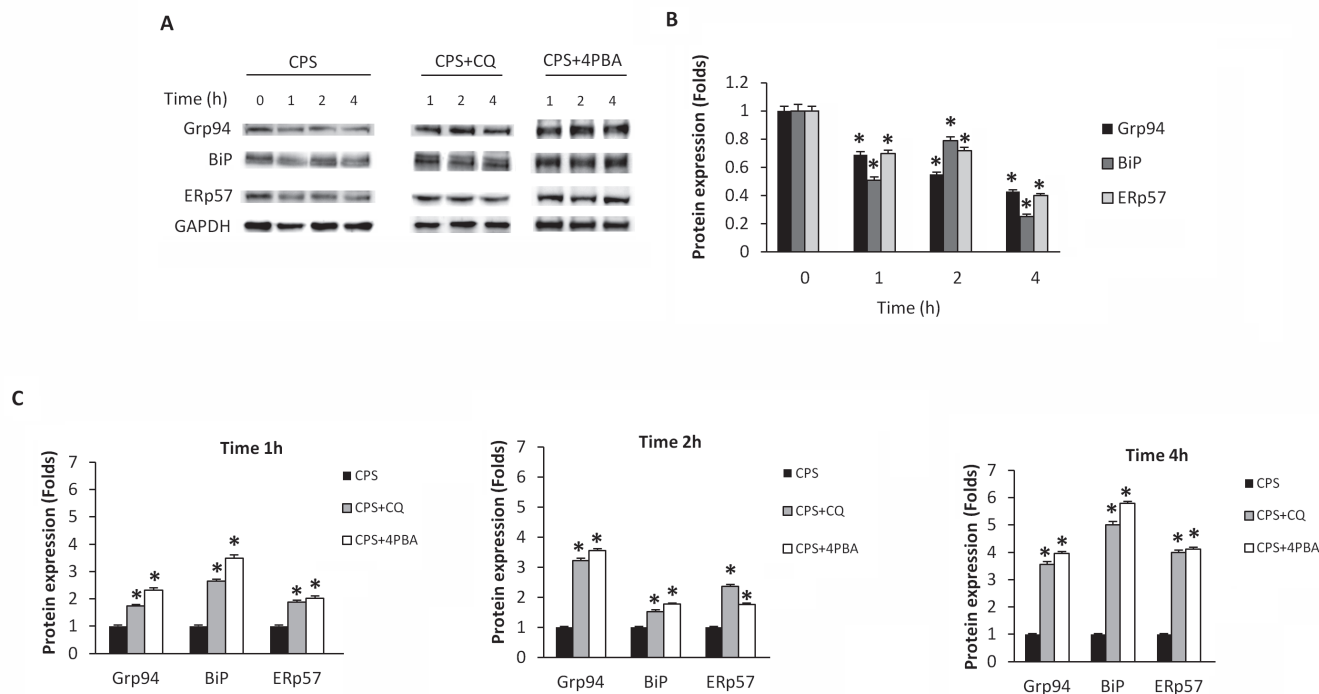 A
CPS
CPS+CQ
CPS+4PBA
Time (h)
0 1 2 4
1 2 4
1 2 4
Grp94
BiP
ERp57
GAPDH
B
Protein expression (Folds)
1.2
1
0.8
0.6
0.4
0.2
0
* * *
* * *
* * *
0 1 2 4
Time (h)
Grp94
BiP
ERp57
C
Time 1h
Protein expression (Folds)
7
6
5
4
3
2
1
0
* *
* *
* *
Grp94 BiP ERp57
CPS
CPS+CQ
CPS+4PBA
Time 2h
Protein expression (Folds)
7
6
5
4
3
2
1
0
* *
* *
* *
Grp94 BiP ERp57
CPS
CPS+CQ
CPS+4PBA
Time 4h
Protein expression (Folds)
7
6
5
4
3
2
1
0
* *
* *
* *
Grp94 BiP ERp57
CPS
CPS+CQ
CPS+4PBA